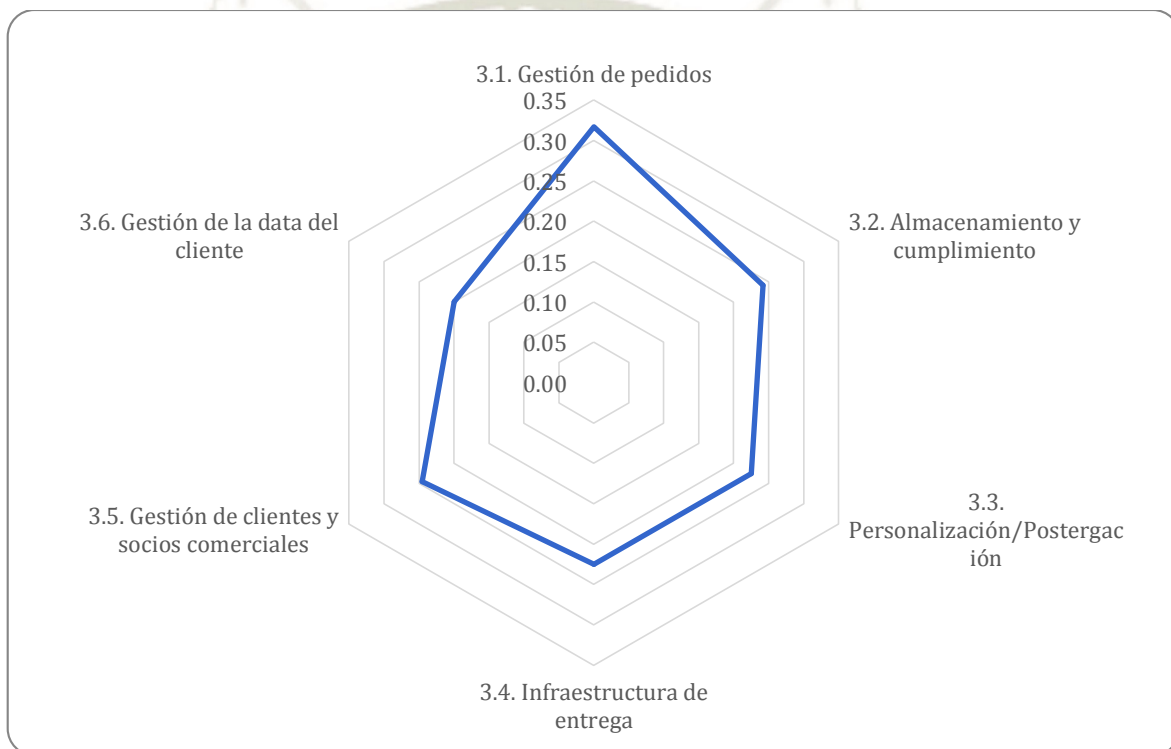 3.1. Gestión de pedidos
0.35
0.30
0.25
0.20
0.15
0.10
0.05
0.00
3.2. Almacenamiento y
cumplimiento
3.3.
Personalización/Postergac
ión
3.4. Infraestructura de
entrega
3.5. Gestión de clientes y
socios comerciales
3.6. Gestión de la data del
cliente